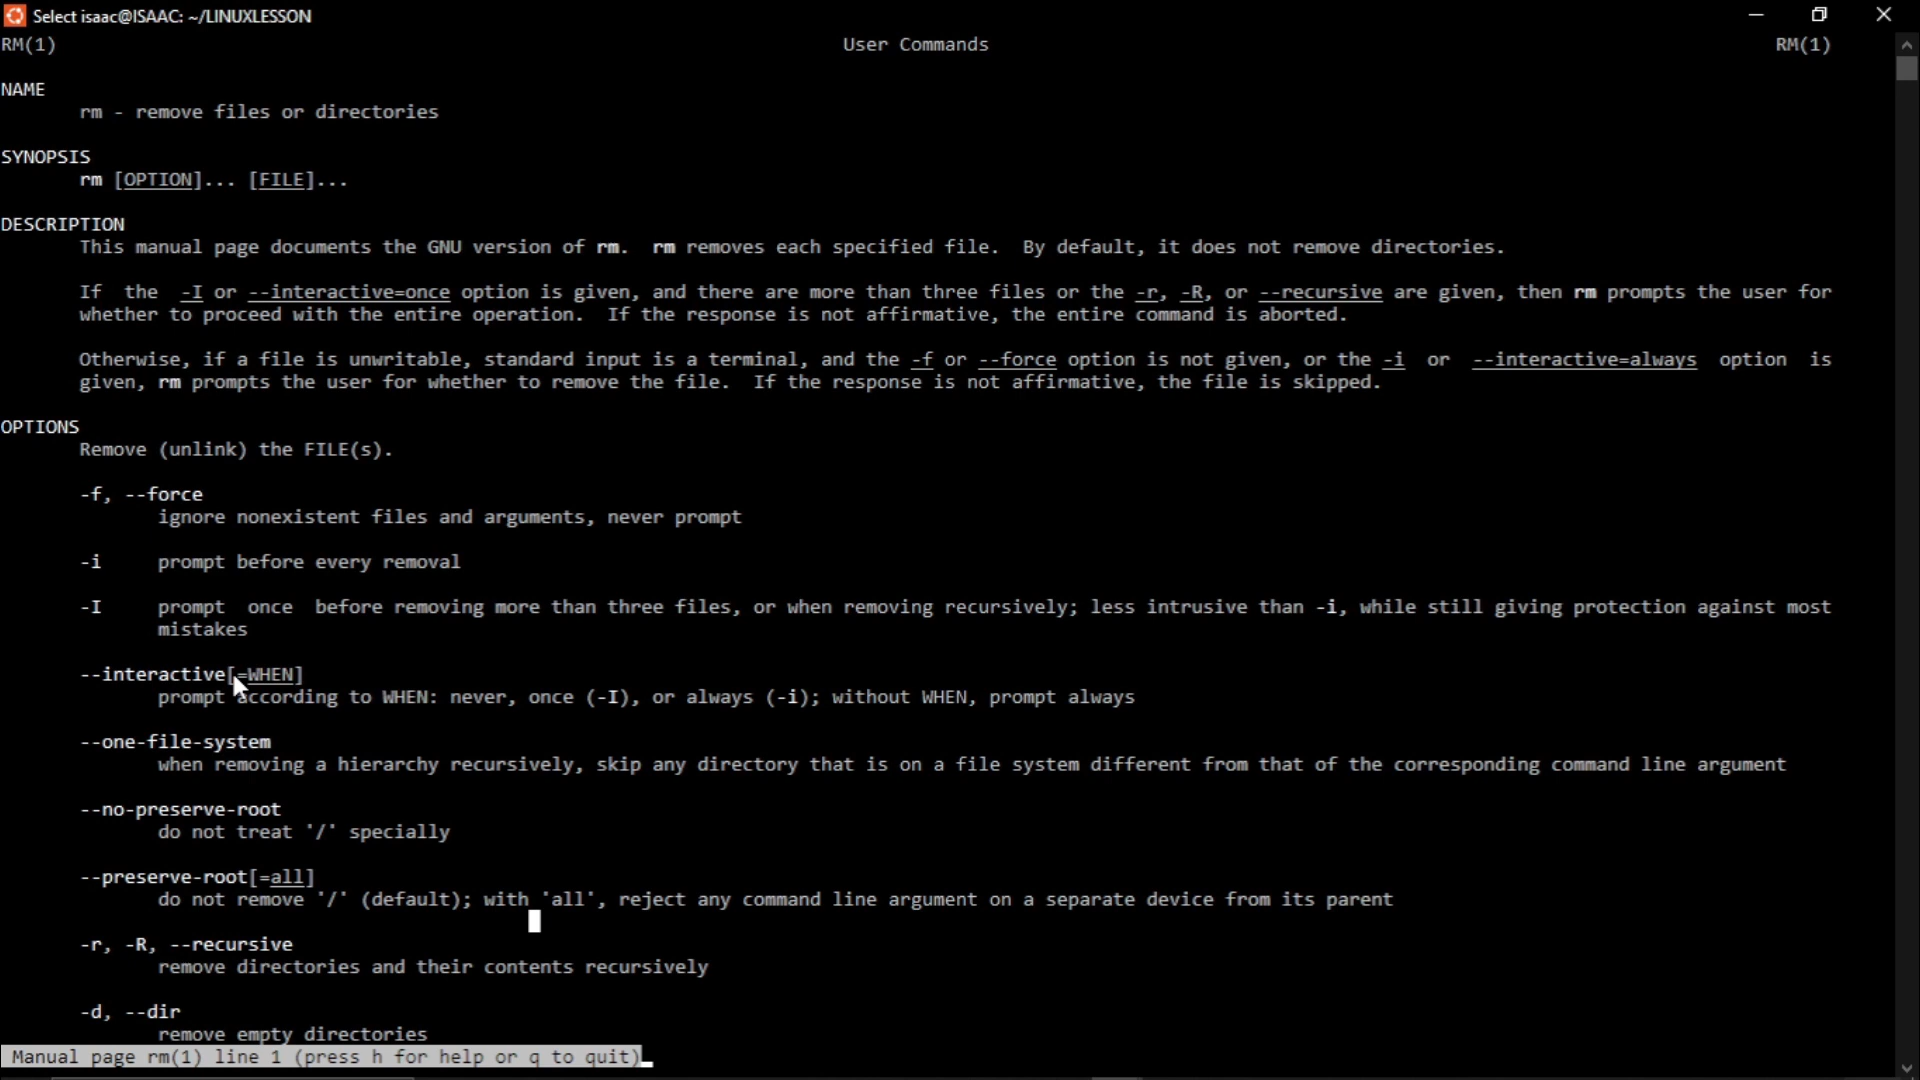 Select isaac@ISAAC: ~/LINUXLESSON
RM(1) User Commands RM(1)
NAME
rm - remove files or directories
SYNOPSIS
rm [OPTION]... [FILE]...
DESCRIPTION
This manual page documents the GNU version of rm.  rm removes each specified file.  By default, it does not remove directories.
If  the  -I or --interactive=once option is given, and there are more than three files or the -r, -R, or --recursive are given, then rm prompts the user for
whether to proceed with the entire operation.  If the response is not affirmative, the entire command is aborted.
Otherwise, if a file is unwritable, standard input is a terminal, and the -f or --force option is not given, or the -i  or  --interactive=always  option  is
given, rm prompts the user for whether to remove the file.  If the response is not affirmative, the file is skipped.
OPTIONS
Remove (unlink) the FILE(s).
-f, --force
ignore nonexistent files and arguments, never prompt
-i     prompt before every removal
-I     prompt  once  before removing more than three files, or when removing recursively; less intrusive than -i, while still giving protection against most
mistakes
--interactive[=WHEN]
prompt according to WHEN: never, once (-I), or always (-i); without WHEN, prompt always
--one-file-system
when removing a hierarchy recursively, skip any directory that is on a file system different from that of the corresponding command line argument
--no-preserve-root
do not treat '/' specially
--preserve-root[=all]
do not remove '/' (default); with 'all', reject any command line argument on a separate device from its parent
-r, -R, --recursive
remove directories and their contents recursively
-d, --dir
remove empty directories
Manual page rm(1) line 1 (press h for help or q to quit)